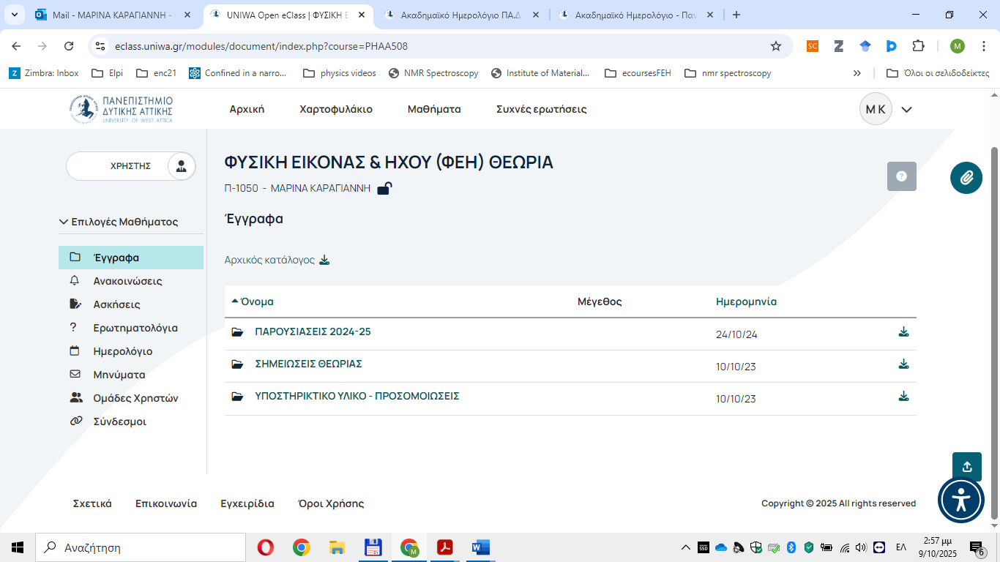 Mail - ΜΑΡΙΝΑ ΚΑΡΑΓΙΑΝΝΗ -
UNIWA Open eClass | ΦΥΣΙΚΗ Ε
Ακαδημαϊκό Ημερολόγιο ΠΑ.Δ.
Ακαδημαϊκό Ημερολόγιο - Παν
eclass.uniwa.gr/modules/document/index.php?course=PHAA508
SC
M
Zimbra: Inbox
Elpi
enc21
Confined in a narro...
physics videos
NMR Spectroscopy
Institute of Material...
ecoursesFEH
nmr spectroscopy
Όλοι οι σελιδοδείκτες
ΠΑΝΕΠΙΣΤΗΜΙΟ
ΔΥΤΙΚΗΣ ΑΤΤΙΚΗΣ
UNIVERSITY OF WEST ATTICA
Αρχική
Χαρτοφυλάκιο
Μαθήματα
Συχνές ερωτήσεις
Μ Κ
ΧΡΗΣΤΗΣ
ΦΥΣΙΚΗ ΕΙΚΟΝΑΣ & ΗΧΟΥ (ΦΕΗ) ΘΕΩΡΙΑ
Π-1050 - ΜΑΡΙΝΑ ΚΑΡΑΓΙΑΝΝΗ
Έγγραφα
Επιλογές Μαθήματος
Έγγραφα
Ανακοινώσεις
Ασκήσεις
Ερωτηματολόγια
Ημερολόγιο
Μηνύματα
Ομάδες Χρηστών
Σύνδεσμοι
Αρχικός κατάλογος
Όνομα
Μέγεθος
Ημερομηνία
ΠΑΡΟΥΣΙΑΣΕΙΣ 2024-25
24/10/24
ΣΗΜΕΙΩΣΕΙΣ ΘΕΩΡΙΑΣ
10/10/23
ΥΠΟΣΤΗΡΙΚΤΙΚΟ ΥΛΙΚΟ - ΠΡΟΣΟΜΟΙΩΣΕΙΣ
10/10/23
Σχετικά
Επικοινωνία
Εγχειρίδια
Όροι Χρήσης
Copyright © 2025 All rights reserved
Αναζήτηση
M
SSD
ΕΛ
2:57 μμ
9/10/2025
6